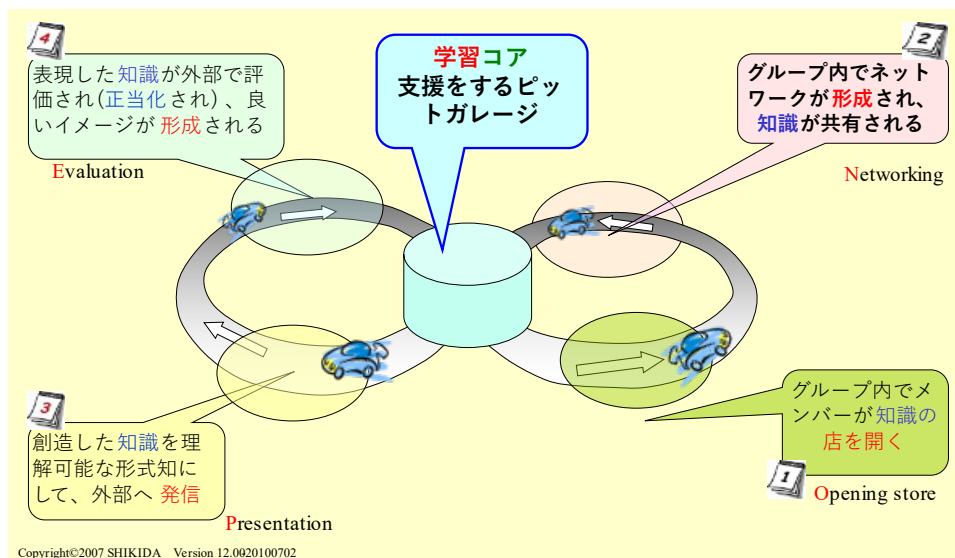 4
表現した知識が外部で評
価され(正当化され)、良
いイメージが 形成される
Evaluation
学習コア
支援をするピッ
トガレージ
2
グループ内でネット
ワークが形成され、
知識が共有される
Networking
3
創造した知識を理
解可能な形式知に
して、外部へ 発信
Presentation
グループ内でメ
ンバーが知識の
店を開く
1
Opening store
Copyright©2007 SHIKIDA Version 12.0020100702